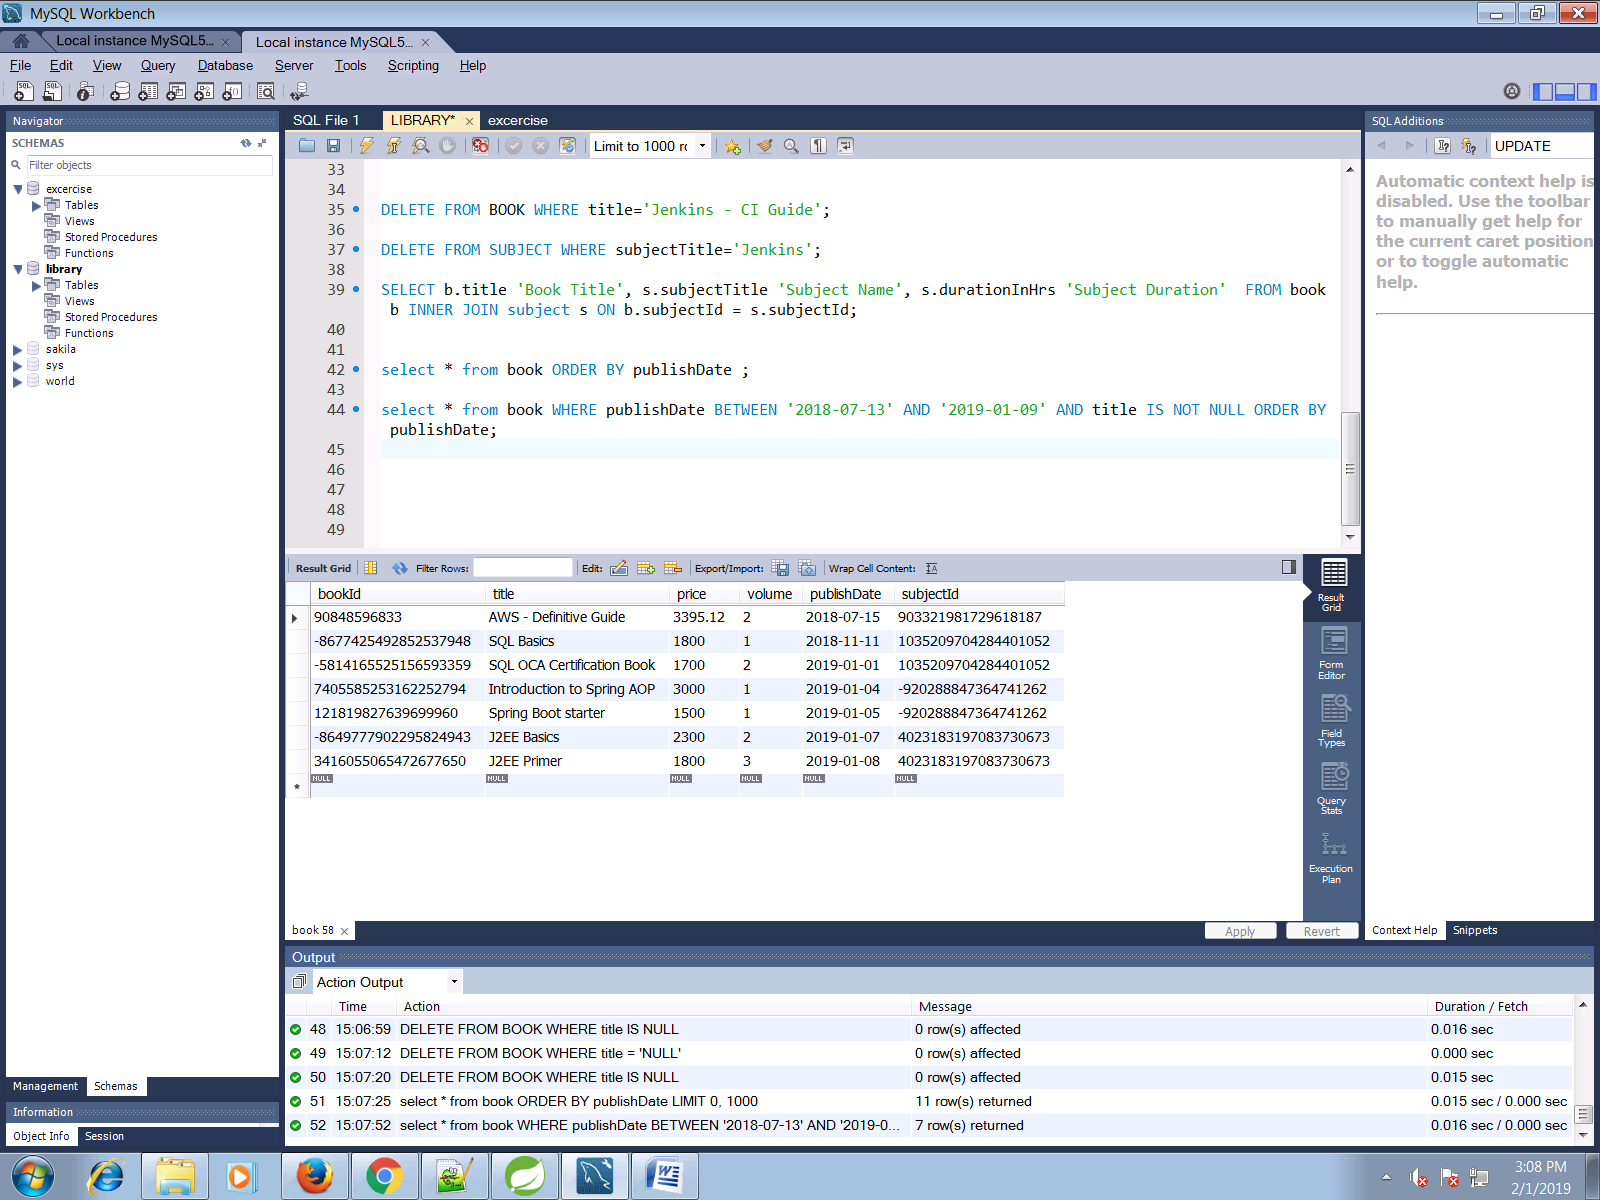 MySQL Workbench
Local instance MySQL5... ×
Local instance MySQL5... ×
File Edit View Query Database Server Tools Scripting Help
Navigator
SCHEMAS
Filter objects
excercise
Tables
Views
Stored Procedures
Functions
library
Tables
Views
Stored Procedures
Functions
sakila
sys
world
Management Schemas
Information
Object Info Session
SQL File 1 LIBRARY* × excercise
Limit to 1000 rc
33
34
35 DELETE FROM BOOK WHERE title='Jenkins - CI Guide';
36
37 DELETE FROM SUBJECT WHERE subjectTitle='Jenkins';
38
39 SELECT b.title 'Book Title', s.subjectTitle 'Subject Name', s.durationInHrs 'Subject Duration'  FROM book
b INNER JOIN subject s ON b.subjectId = s.subjectId;
40
41
42 select * from book ORDER BY publishDate ;
43
44 select * from book WHERE publishDate BETWEEN '2018-07-13' AND '2019-01-09' AND title IS NOT NULL ORDER BY
publishDate;
45
46
47
48
49
Result Grid Filter Rows: Edit: Export/Import: Wrap Cell Content:
bookId title price volume publishDate subjectId
90848596833 AWS - Definitive Guide 3395.12 2 2018-07-15 903321981729618187
-8677425492852537948 SQL Basics 1800 1 2018-11-11 1035209704284401052
-5814165525156593359 SQL OCA Certification Book 1700 2 2019-01-01 1035209704284401052
7405585253162252794 Introduction to Spring AOP 3000 1 2019-01-04 -920288847364741262
121819827639699960 Spring Boot starter 1500 1 2019-01-05 -920288847364741262
-8649777902295824943 J2EE Basics 2300 2 2019-01-07 4023183197083730673
3416055065472677650 J2EE Primer 1800 3 2019-01-08 4023183197083730673
NULL NULL NULL NULL NULL NULL
Result
Grid
Form
Editor
Field
Types
Query
Stats
Execution
Plan
book 58 ×
Apply Revert
SQL Additions
UPDATE
Automatic context help is
disabled. Use the toolbar
to manually get help for
the current caret position
or to toggle automatic
help.
Context Help Snippets
Output
Action Output
Time Action Message Duration / Fetch
48 15:06:59 DELETE FROM BOOK WHERE title IS NULL 0 row(s) affected 0.016 sec
49 15:07:12 DELETE FROM BOOK WHERE title = 'NULL' 0 row(s) affected 0.000 sec
50 15:07:20 DELETE FROM BOOK WHERE title IS NULL 0 row(s) affected 0.015 sec
51 15:07:25 select * from book ORDER BY publishDate LIMIT 0, 1000 11 row(s) returned 0.015 sec / 0.000 sec
52 15:07:52 select * from book WHERE publishDate BETWEEN '2018-07-13' AND '2019-0... 7 row(s) returned 0.016 sec / 0.000 sec
3:08 PM
2/1/2019